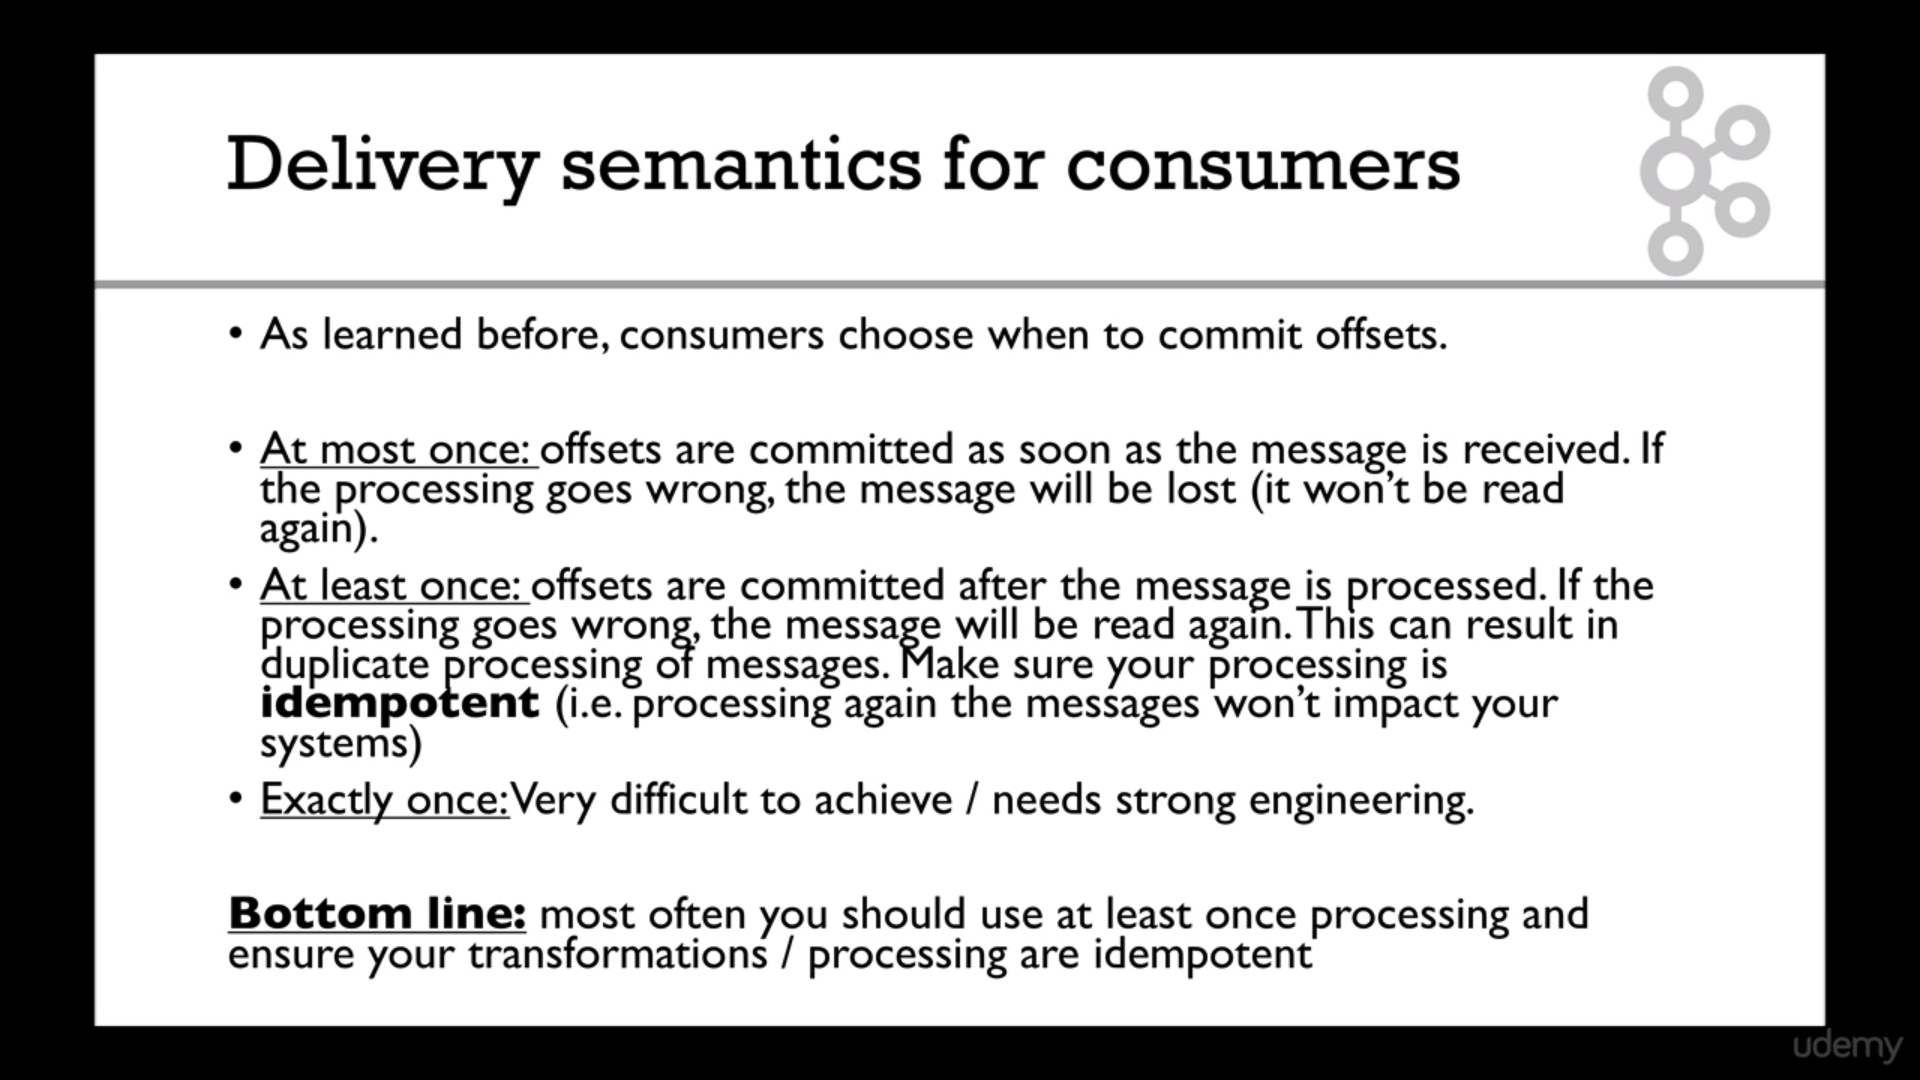 Delivery semantics for consumers
• As learned before, consumers choose when to commit offsets.
• At most once: offsets are committed as soon as the message is received. If
the processing goes wrong, the message will be lost (it won’t be read
again).
• At least once: offsets are committed after the message is processed. If the
processing goes wrong, the message will be read again. This can result in
duplicate processing of messages. Make sure your processing is
idempotent (i.e. processing again the messages won’t impact your
systems)
• Exactly once: Very difficult to achieve / needs strong engineering.
Bottom line: most often you should use at least once processing and
ensure your transformations / processing are idempotent
udemy